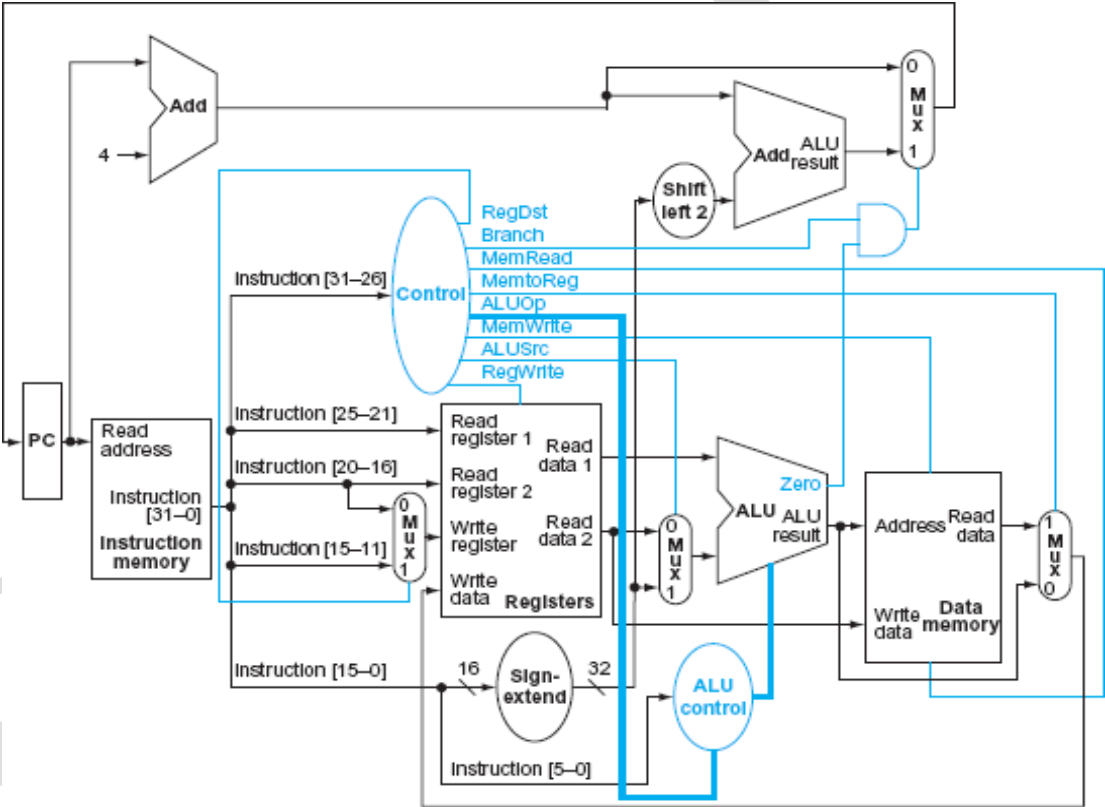 Add
4
0
Mux
1
Add
ALU
result
Shift
left 2
RegDst
Branch
MemRead
MemtoReg
ALUOp
MemWrite
ALUSrc
RegWrite
Control
Instruction [31–26]
PC
Read
address
Instruction
[31–0]
Instruction
memory
Instruction [25–21]
Instruction [20–16]
Instruction [15–11]
0
Mux
1
Read
register 1
Read
register 2
Write
register
Write
data
Read
data 1
Read
data 2
Registers
0
Mux
1
Zero
ALU
ALU
result
Address
Read
data
Write
data
Data
memory
1
Mux
0
Instruction [15–0]
16
Sign-
extend
32
ALU
control
Instruction [5–0]